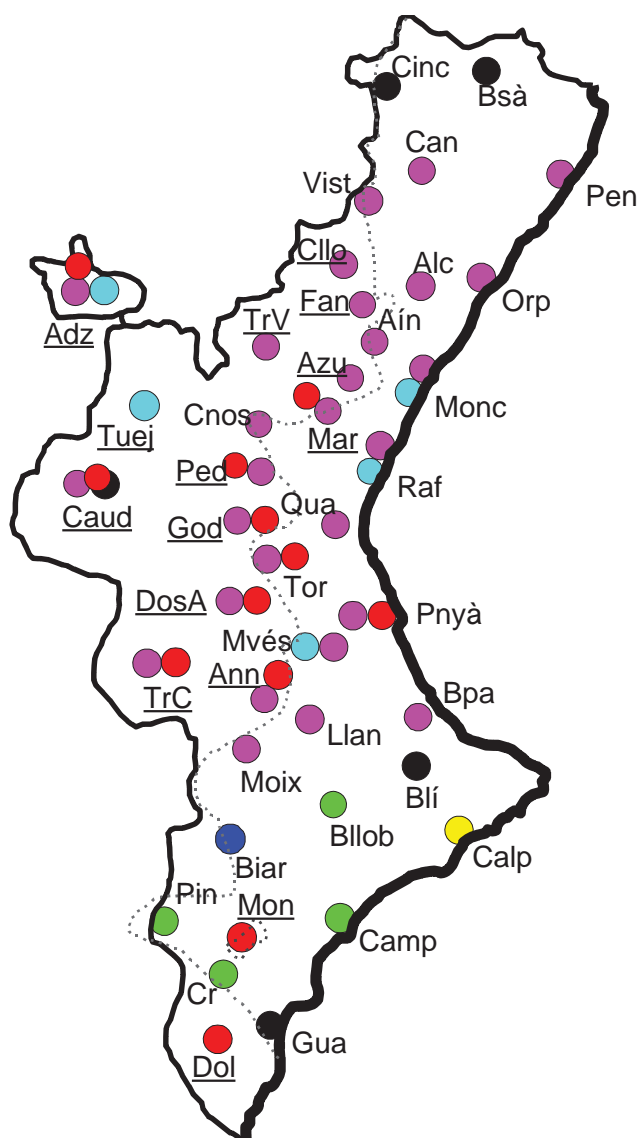 Cinc
Bsà
Can
Vist
Pen
Cllo
Alc
Orp
Fan
TrV
Aín
Adz
Azu
Monc
Tuej
Cnos
Mar
Ped
Raf
Caud
Qua
God
Tor
DosA
Pnyà
Mvés
Ann
TrC
Bpa
Llan
Moix
Blí
Bllob
Calp
Biar
Pin
Mon
Camp
Cr
Gua
Dol